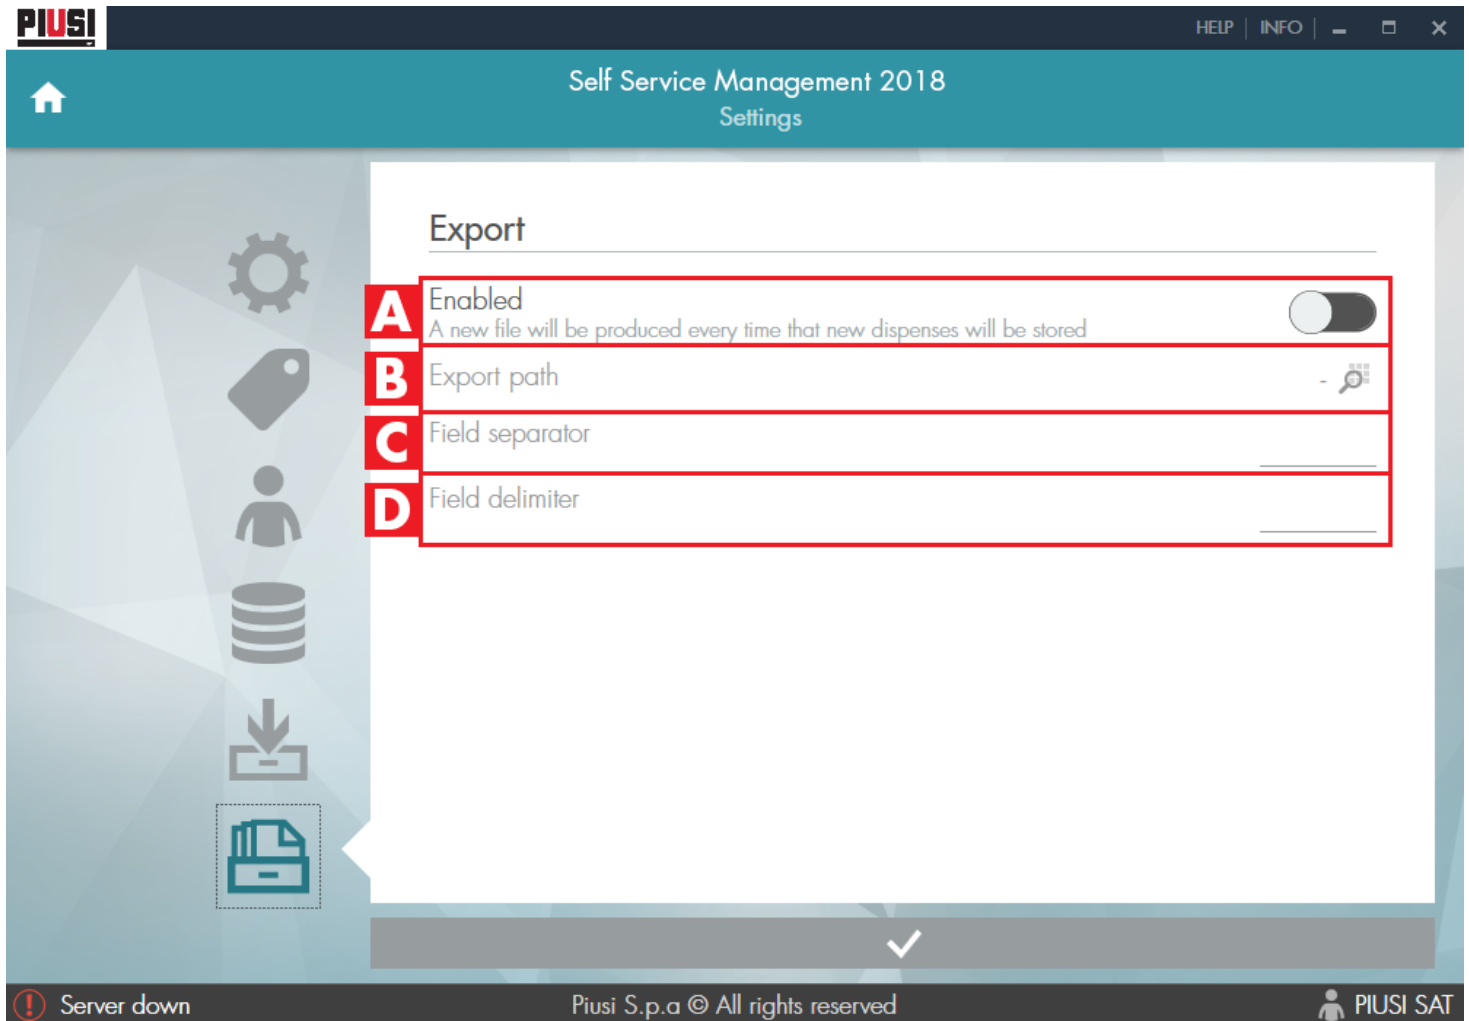 PIUSI
HELP
INFO
Self Service Management 2018
Settings
Export
A
Enabled
A new file will be produced every time that new dispenses will be stored
B
Export path
-
C
Field separator
D
Field delimiter
Server down
Piusi S.p.a © All rights reserved
PIUSI SAT